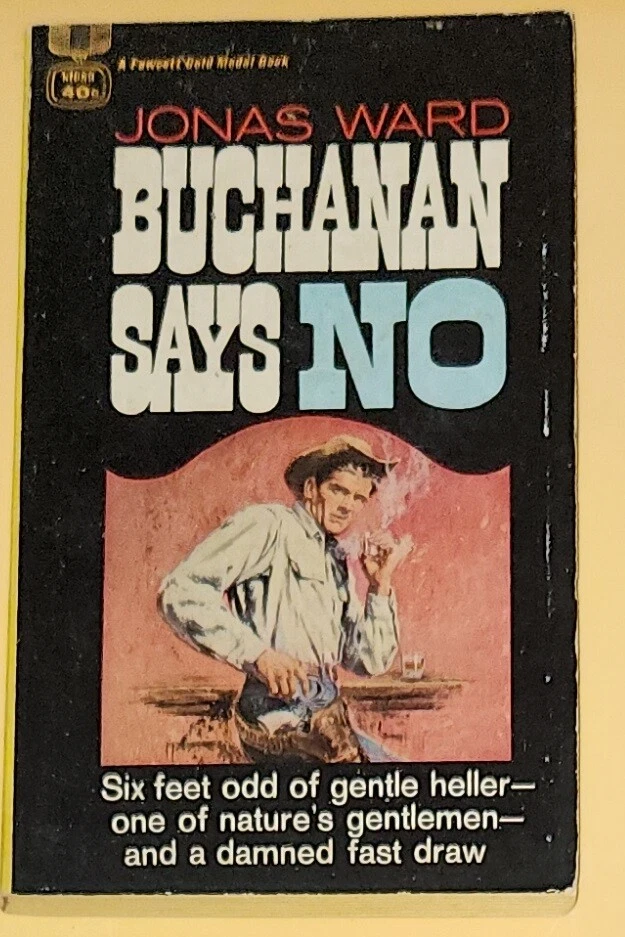 A Fawcett Gold Medal Book
40c
JONAS WARD
BUCHANAN
SAYS NO
Six feet odd of gentle heller—
one of nature's gentlemen—
and a damned fast draw